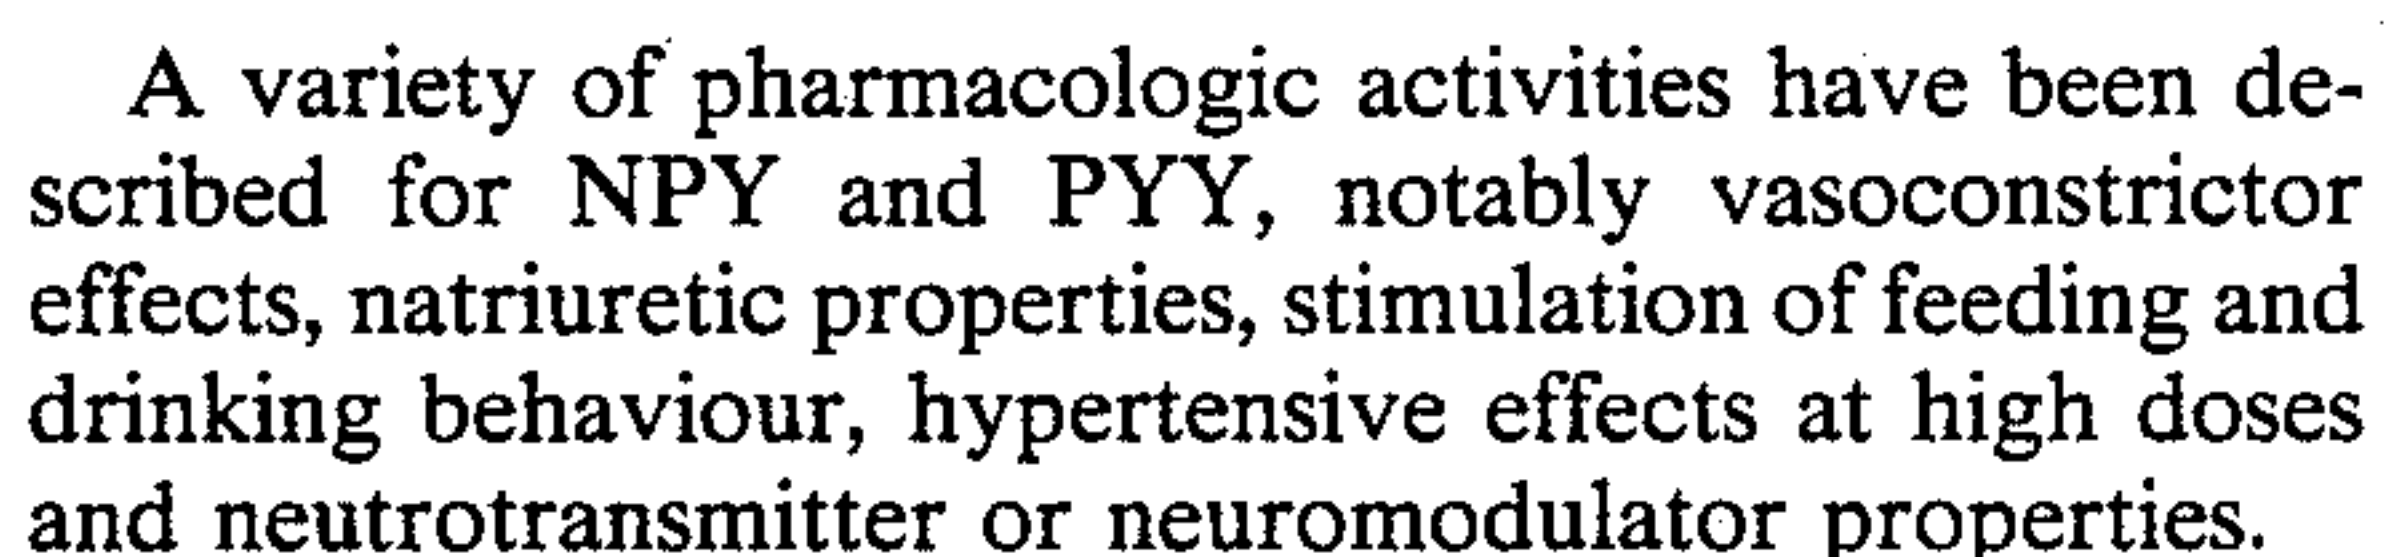 A variety of pharmacologic activities have been de-
scribed for NPY and PYY, notably vasoconstrictor
effects, natriuretic properties, stimulation of feeding and
drinking behaviour, hypertensive effects at high doses
and neutrotransmitter or neuromodulator properties.